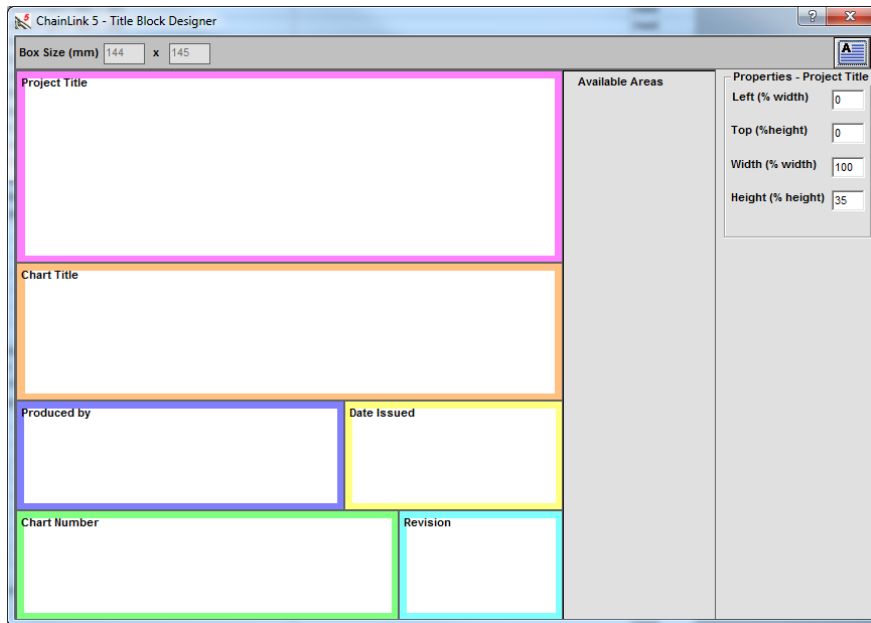 ChainLink 5 - Title Block Designer
Box Size (mm) 144 x 145
A
Project Title
Available Areas
Properties - Project Title
Left (% width) 0
Top (%height) 0
Width (% width) 100
Height (% height) 35
Chart Title
Produced by
Date Issued
Chart Number
Revision